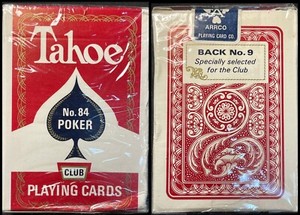 Tahoe
No. 84
POKER
CLUB
PLAYING CARDS
ARRCO
PLAYING CARD CO.
BACK No. 9
Specially selected
for the Club